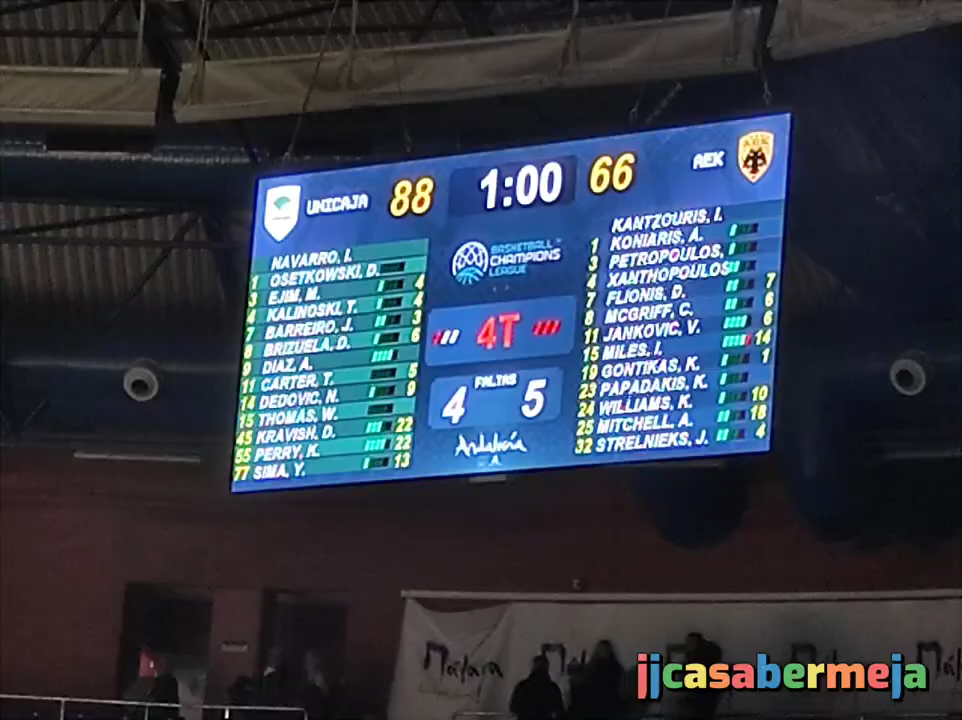 UNICAJA 88 1:00 66 AEK
NAVARRO, I.
1 OSETKOWSKI, D. 4
3 EJIM, M. 4
4 KALINOSKI, T. 3
7 BARREIRO, J. 6
8 BRIZUELA, D.
9 DIAZ, A. 5
11 CARTER, T. 9
14 DEDOVIC, N.
15 THOMAS, W. 22
45 KRAVISH, D. 22
55 PERRY, K. 13
77 SIMA, Y.
BASKETBALL
CHAMPIONS
LEAGUE
4T
FALTAS
4 5
Andalucía
KANTZOURIS, I.
1 KONIARIS, A.
3 PETROPOULOS,
4 XANTHOPOULOS 7
7 FLIONIS, D. 6
8 MCGRIFF, C. 6
11 JANKOVIC, V. 14
15 MILES, I. 1
19 GONTIKAS, K.
23 PAPADAKIS, K. 10
24 WILLIAMS, K. 18
25 MITCHELL, A. 4
32 STRELNIEKS, J.
Málaga
jjcasabermeja